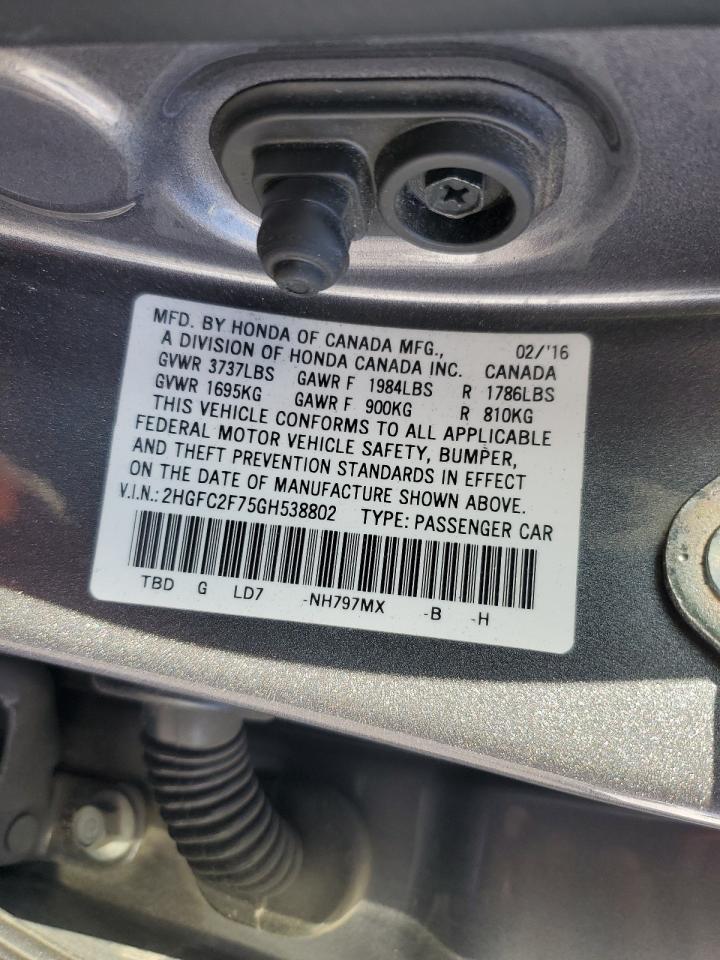 MFD. BY HONDA OF CANADA MFG., 02/'16
A DIVISION OF HONDA CANADA INC. CANADA
GVWR 3737LBS GAWR F 1984LBS R 1786LBS
GVWR 1695KG GAWR F 900KG R 810KG
THIS VEHICLE CONFORMS TO ALL APPLICABLE
FEDERAL MOTOR VEHICLE SAFETY, BUMPER,
AND THEFT PREVENTION STANDARDS IN EFFECT
ON THE DATE OF MANUFACTURE SHOWN ABOVE.
V.I.N.: 2HGFC2F75GH538802 TYPE: PASSENGER CAR
TBD G LD7 -NH797MX -B -H